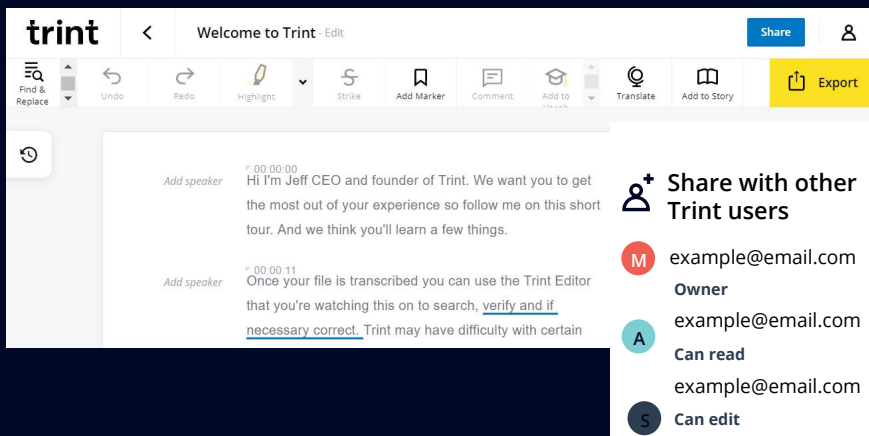 trint
Welcome to Trint - Edit
Share
Find &
Replace
Undo
Redo
Highlight
Strike
Add Marker
Comment
Add to
Translate
Add to Story
Export
00:00:00
Add speaker
Hi I'm Jeff CEO and founder of Trint. We want you to get
the most out of your experience so follow me on this short
tour. And we think you'll learn a few things.
00:00:11
Add speaker
Once your file is transcribed you can use the Trint Editor
that you're watching this on to search, verify and if
necessary correct. Trint may have difficulty with certain
Share with other
Trint users
M
example@email.com
Owner
A
example@email.com
Can read
S
example@email.com
Can edit